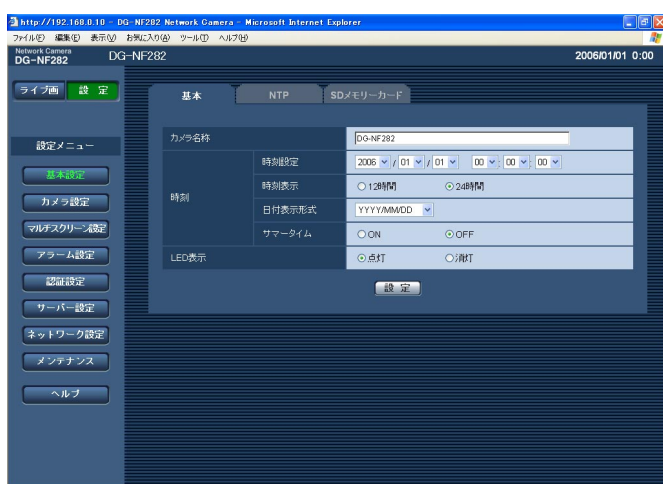 http://192.168.0.10 - DG-NF282 Network Camera - Microsoft Internet Explorer
ファイル(F) 編集(E) 表示(V) お気に入り(A) ツール(T) ヘルプ(H)
Network Camera
DG-NF282
DG-NF282
2006/01/01 0:00
ライブ画 設 定
基本 NTP SDメモリーカード
カメラ名称 DG-NF282
設定メニュー
時刻
時刻設定 2006 / 01 / 01 00 : 00 : 00
時刻表示 12時間 24時間
日付表示形式 YYYY/MM/DD
サマータイム ON OFF
LED表示 点灯 消灯
設 定
基本設定
カメラ設定
マルチスクリーン設定
アラーム設定
認証設定
サーバー設定
ネットワーク設定
メンテナンス
ヘルプ